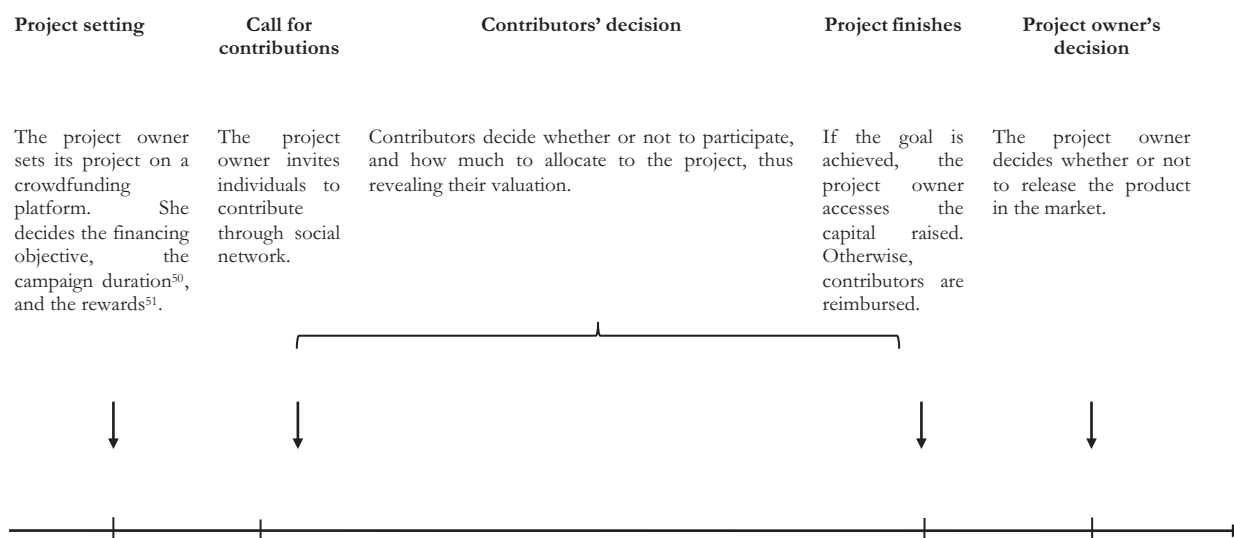 Project setting
Call for
contributions
Contributors' decision
Project finishes
Project owner's
decision
The project owner
sets its project on a
crowdfunding
platform. She
decides the financing
objective, the
campaign duration⁵⁰,
and the rewards⁵¹.
The project
owner invites
individuals to
contribute
through social
network.
Contributors decide whether or not to participate,
and how much to allocate to the project, thus
revealing their valuation.
If the goal is
achieved, the
project owner
accesses the
capital raised.
Otherwise,
contributors are
reimbursed.
The project owner
decides whether or not
to release the product
in the market.